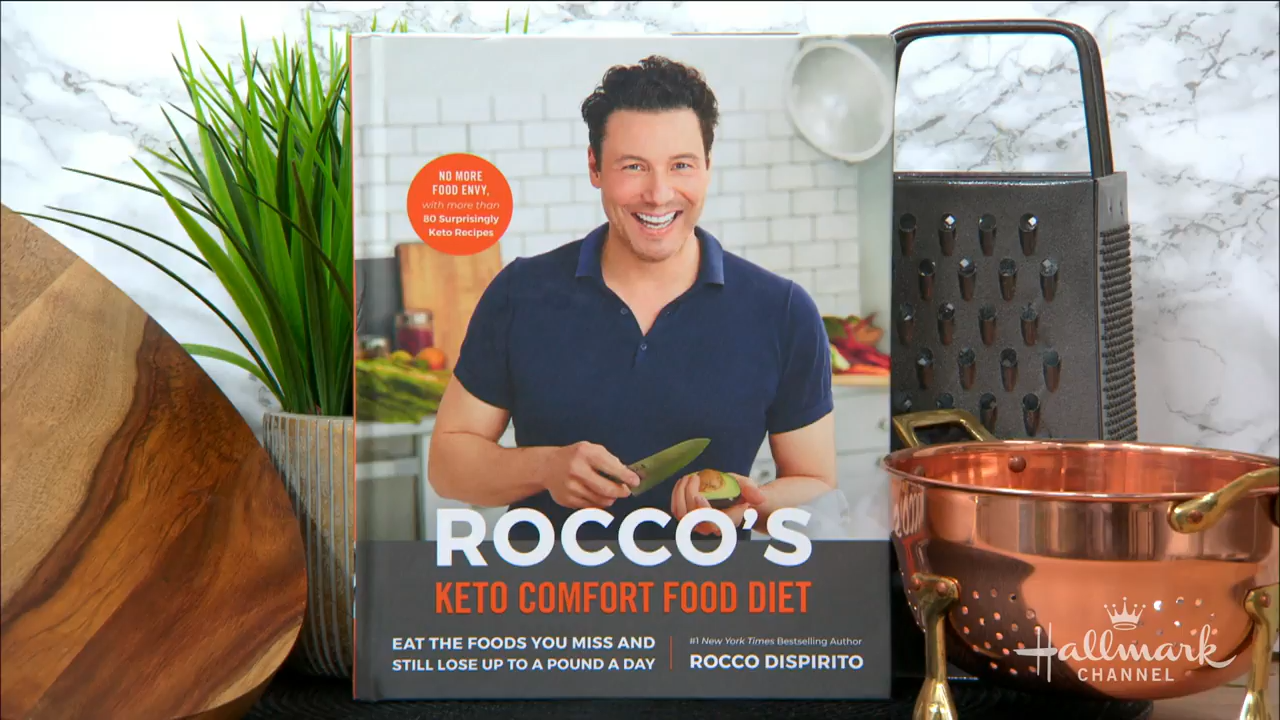 NO MORE
FOOD ENVY,
with more than
80 Surprisingly
Keto Recipes
ROCCO'S
KETO COMFORT FOOD DIET
EAT THE FOODS YOU MISS AND
STILL LOSE UP TO A POUND A DAY
#1 New York Times Bestselling Author
ROCCO DISPIRITO
Hallmark
CHANNEL